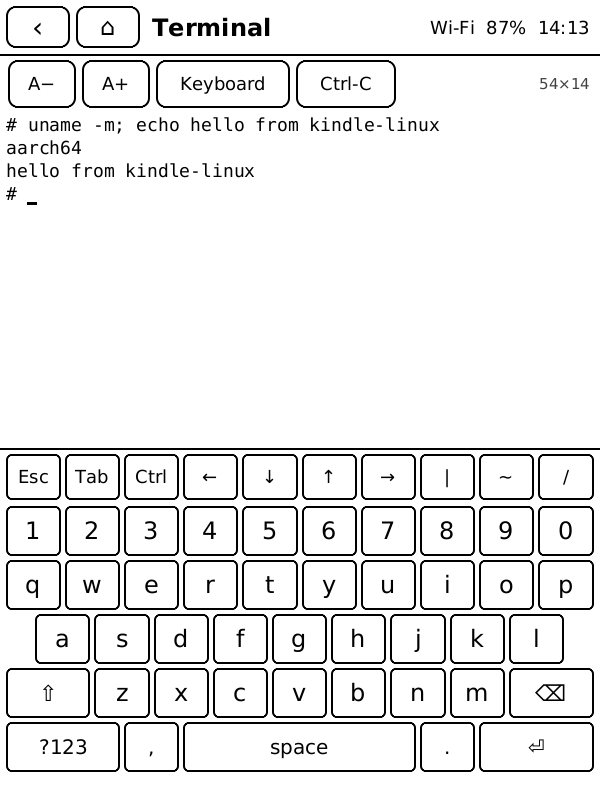 ‹ ⌂ Terminal Wi-Fi 87% 14:13
A− A+ Keyboard Ctrl-C 54×14
# uname -m; echo hello from kindle-linux
aarch64
hello from kindle-linux
# _
Esc Tab Ctrl ← ↓ ↑ → | ~ /
1 2 3 4 5 6 7 8 9 0
q w e r t y u i o p
a s d f g h j k l
⇧ z x c v b n m ⌫
?123 , space . ⏎